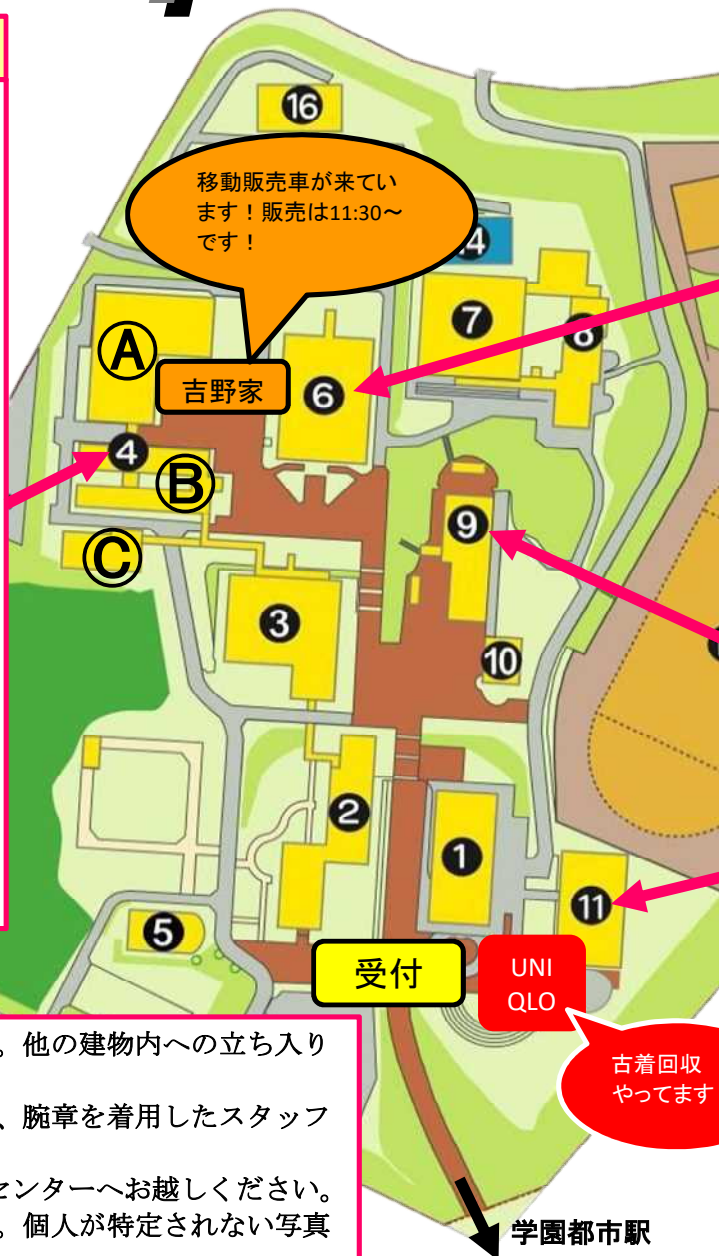 16
移動販売車が来てい
ます！販売は11:30～
です！
14
7
8
A
吉野家
6
4
B
9
C
3
10
2
1
11
5
受付
UNI
QLO
古着回収
やってます
。他の建物内への立ち入り
、腕章を着用したスタッフ
センターへお越しください。
。個人が特定されない写真
学園都市駅